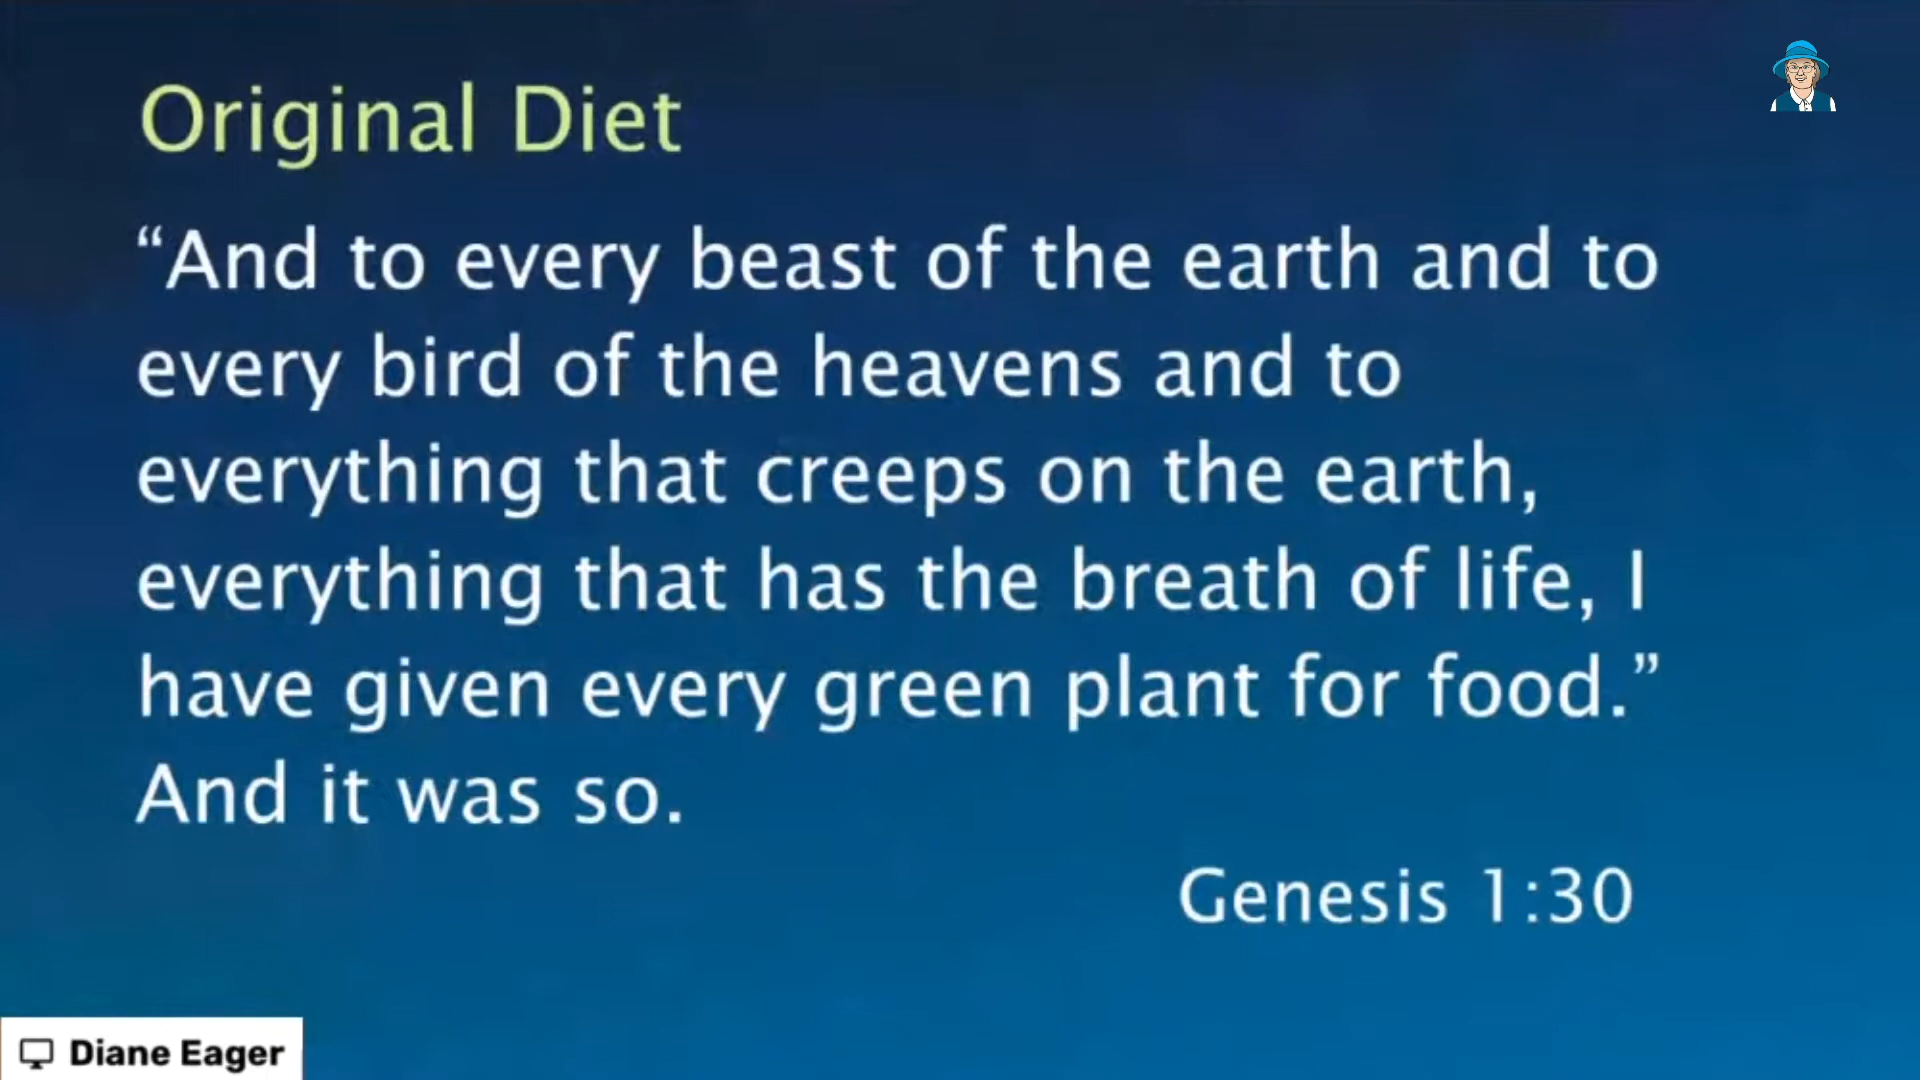 Original Diet
“And to every beast of the earth and to
every bird of the heavens and to
everything that creeps on the earth,
everything that has the breath of life, I
have given every green plant for food.”
And it was so.
Genesis 1:30
Diane Eager